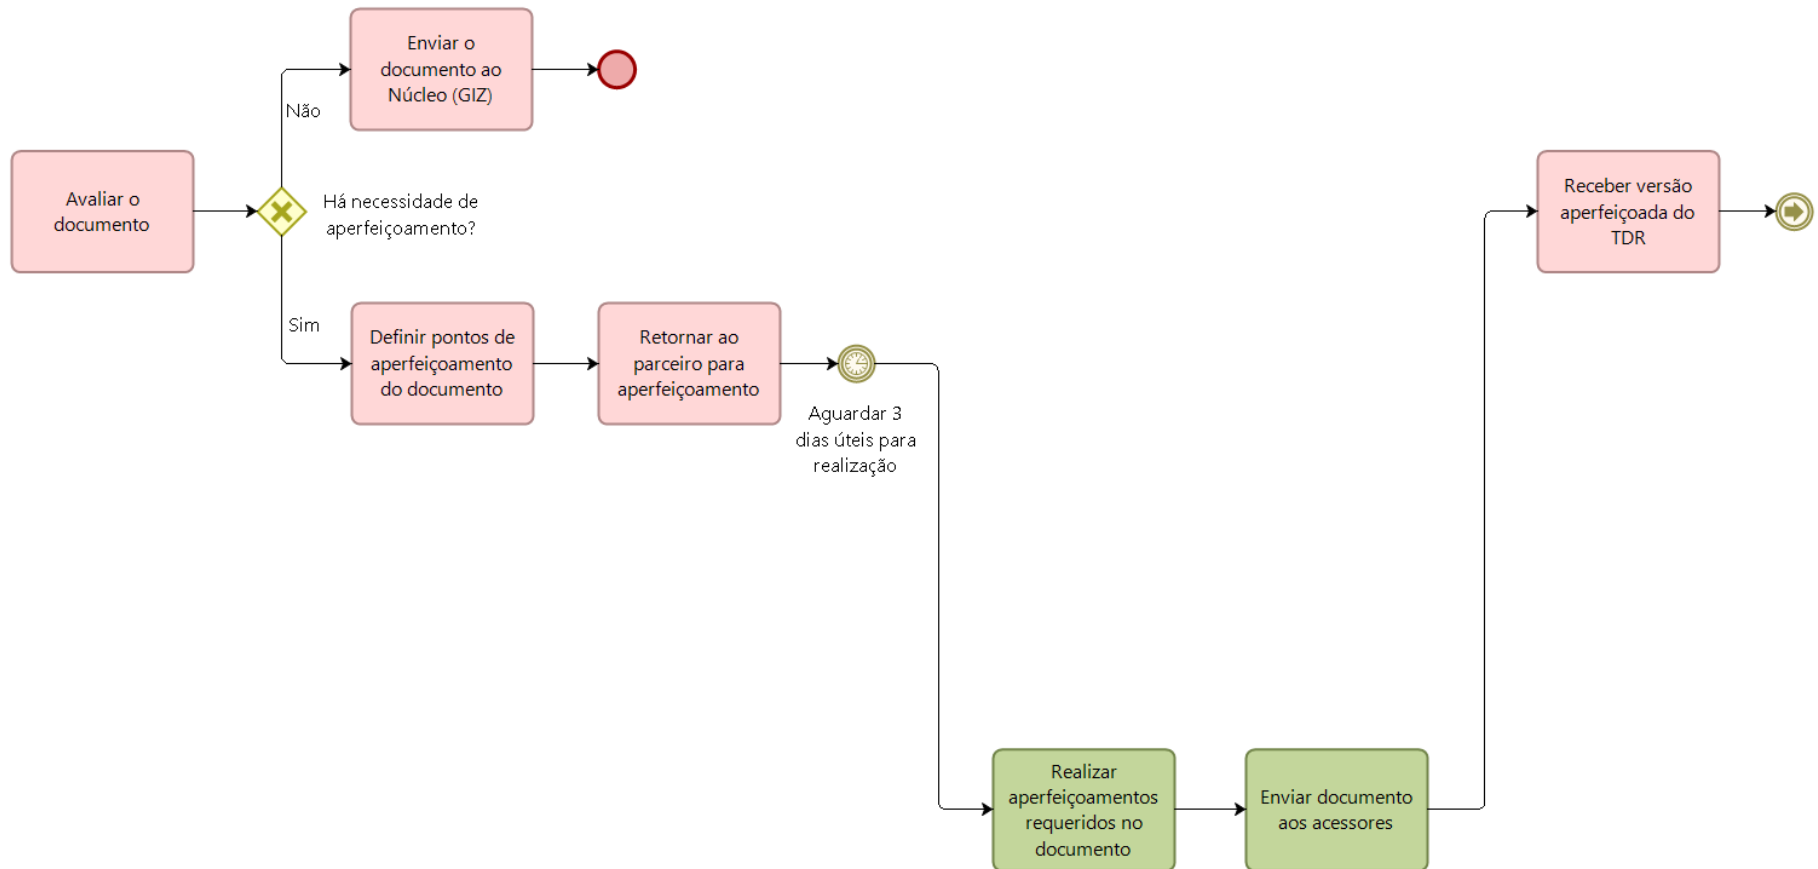 Enviar o
documento ao
Núcleo (GIZ)
Não
Avaliar o
documento
Há necessidade de
aperfeiçoamento?
Sim
Definir pontos de
aperfeiçoamento
do documento
Retornar ao
parceiro para
aperfeiçoamento
Aguardar 3
dias úteis para
realização
Realizar
aperfeiçoamentos
requeridos no
documento
Enviar documento
aos acessores
Receber versão
aperfeiçoada do
TDR